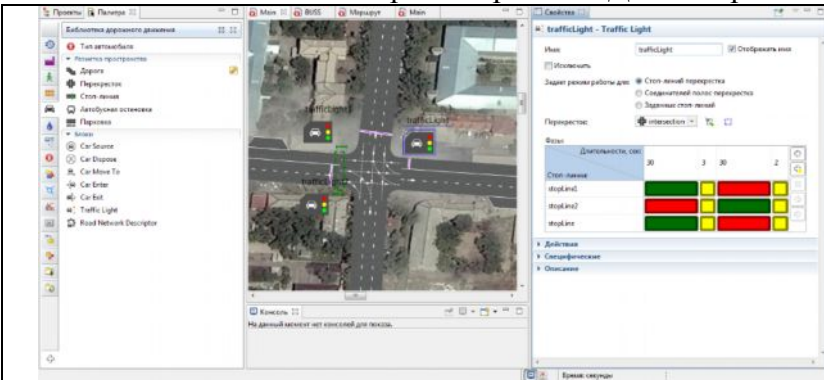 Проекты Палитра
Библиотека дорожного движения
Тип автомобиля
Разметка пространства
Дорога
Перекресток
Стоп-линия
Автобусная остановка
Парковка
Блоки
Car Source
Car Dispose
Car Move To
Car Enter
Car Exit
Traffic Light
Road Network Descriptor
Main BUSS Маршрут Main
trafficLight
Консоль
На данный момент нет консолей для показа.
Свойства
trafficLight - Traffic Light
Имя: trafficLight Отображать имя
Исключить
Задает режим работы для: Стоп-линий перекрестка
Соединителей полос перекрестка
Заданных стоп-линий
Перекресток: intersection
Фазы:
Длительности, сек: 30 3 30 2
Стоп-линии:
stopLine1
stopLine2
stopLine
Действия
Специфические
Описание
Время: секунды